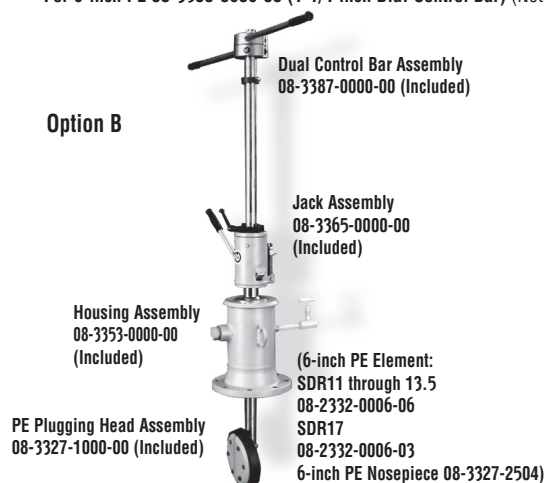 Dual Control Bar Assembly
08-3387-0000-00 (Included)
Option B
Jack Assembly
08-3365-0000-00
(Included)
Housing Assembly
08-3353-0000-00
(Included)
(6-inch PE Element:
SDR11 through 13.5
08-2332-0006-06
SDR17
08-2332-0006-03
6-inch PE Nosepiece 08-3327-2504)
PE Plugging Head Assembly
08-3327-1000-00 (Included)